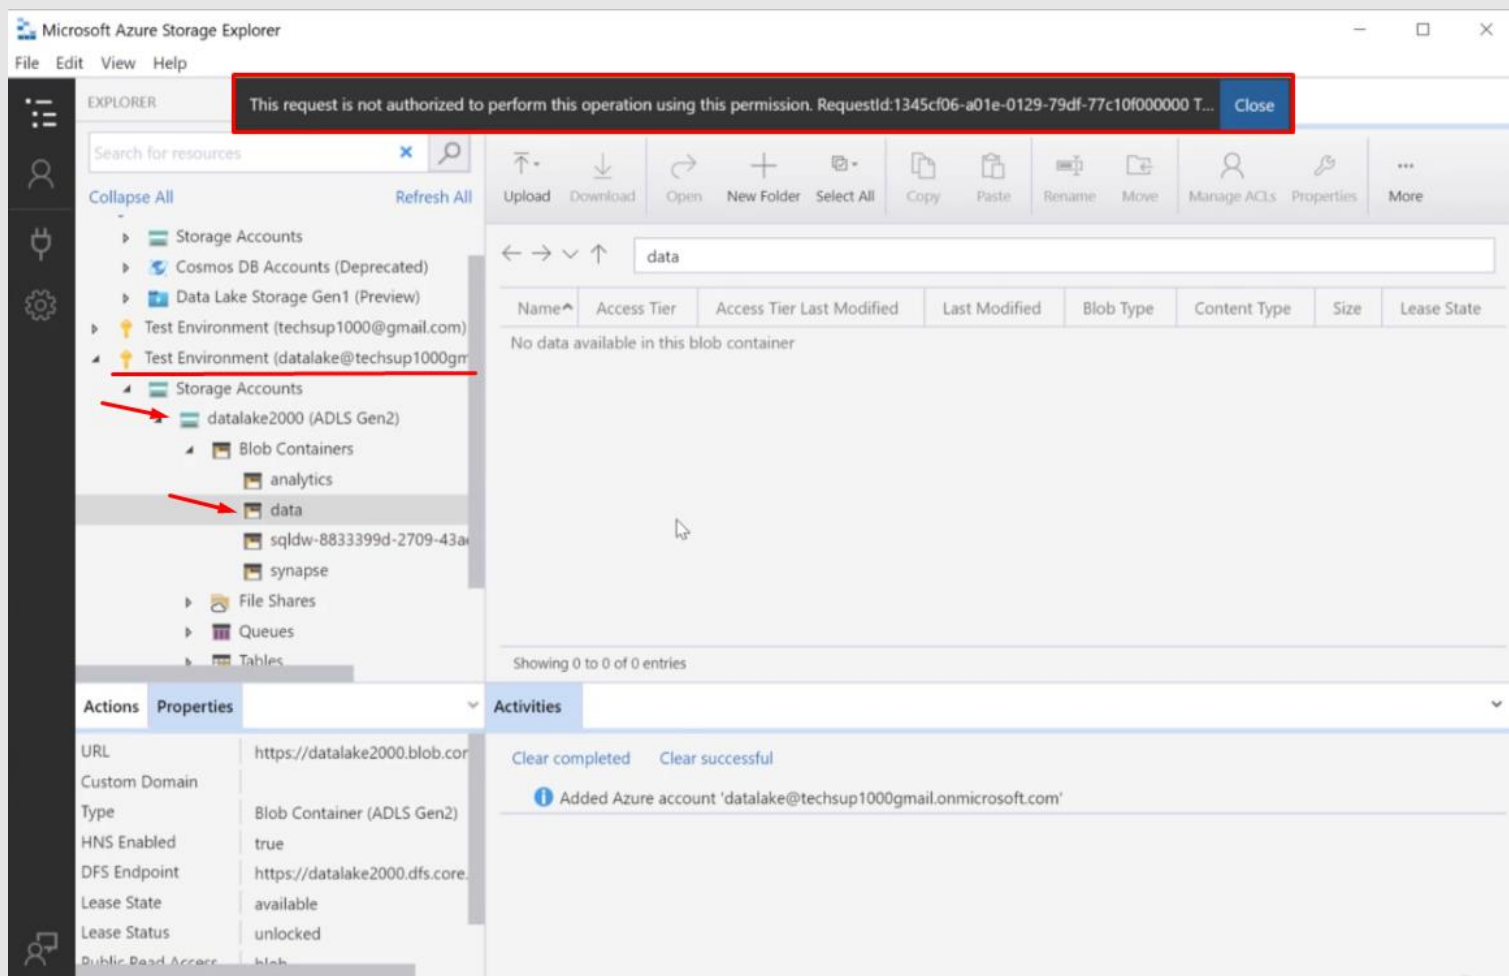 Microsoft Azure Storage Explorer
File Edit View Help
EXPLORER
This request is not authorized to perform this operation using this permission. RequestId:1345cf06-a01e-0129-79df-77c10f000000 T... Close
Search for resources
Collapse All Refresh All
Upload Download Open New Folder Select All Copy Paste Rename Move Manage ACLs Properties More
Storage Accounts
Cosmos DB Accounts (Deprecated)
Data Lake Storage Gen1 (Preview)
Test Environment (techsup1000@gmail.com)
Test Environment (datalake@techsup1000gm
Storage Accounts
datalake2000 (ADLS Gen2)
Blob Containers
analytics
data
sqldw-8833399d-2709-43a
synapse
File Shares
Queues
Tables
data
Name Access Tier Access Tier Last Modified Last Modified Blob Type Content Type Size Lease State
No data available in this blob container
Showing 0 to 0 of 0 entries
Actions Properties
URL https://datalake2000.blob.cor
Custom Domain
Type Blob Container (ADLS Gen2)
HNS Enabled true
DFS Endpoint https://datalake2000.dfs.core.
Lease State available
Lease Status unlocked
Public Read Access blob
Activities
Clear completed Clear successful
Added Azure account 'datalake@techsup1000gmail.onmicrosoft.com'